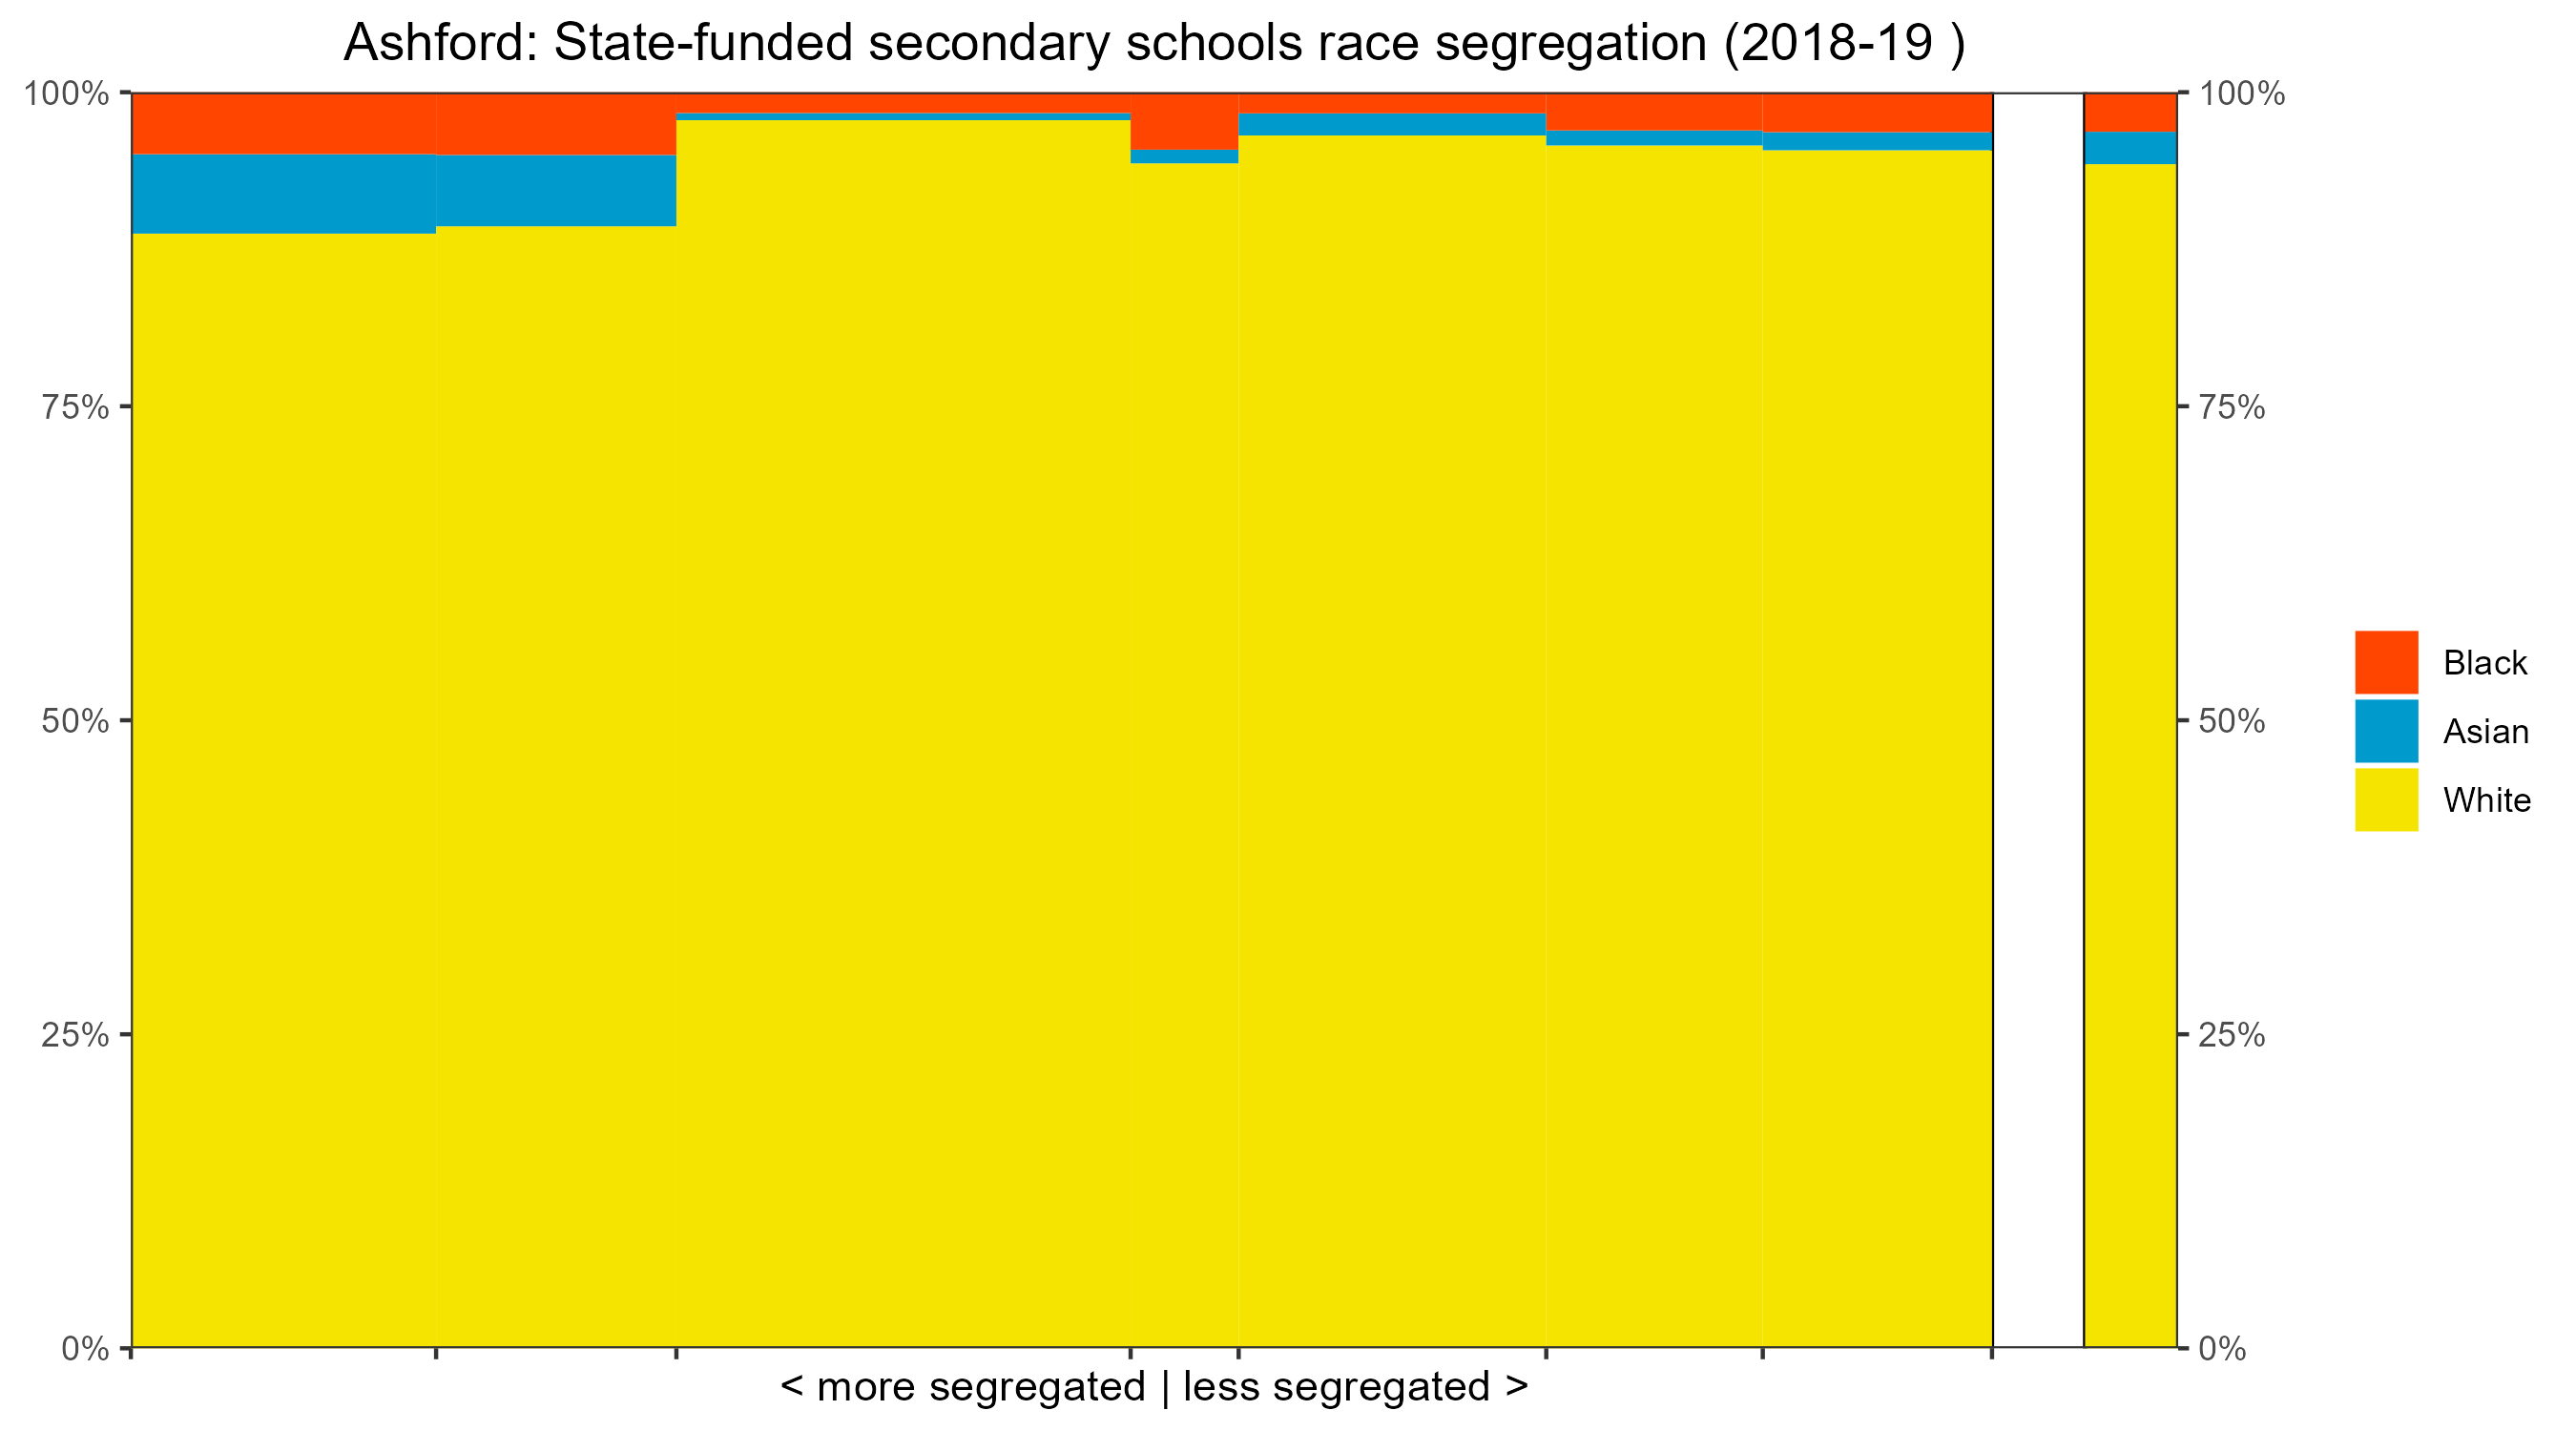 Ashford: State-funded secondary schools race segregation (2018-19 )
100%
75%
50%
25%
0%
100%
75%
50%
25%
0%
Black
Asian
White
< more segregated | less segregated >